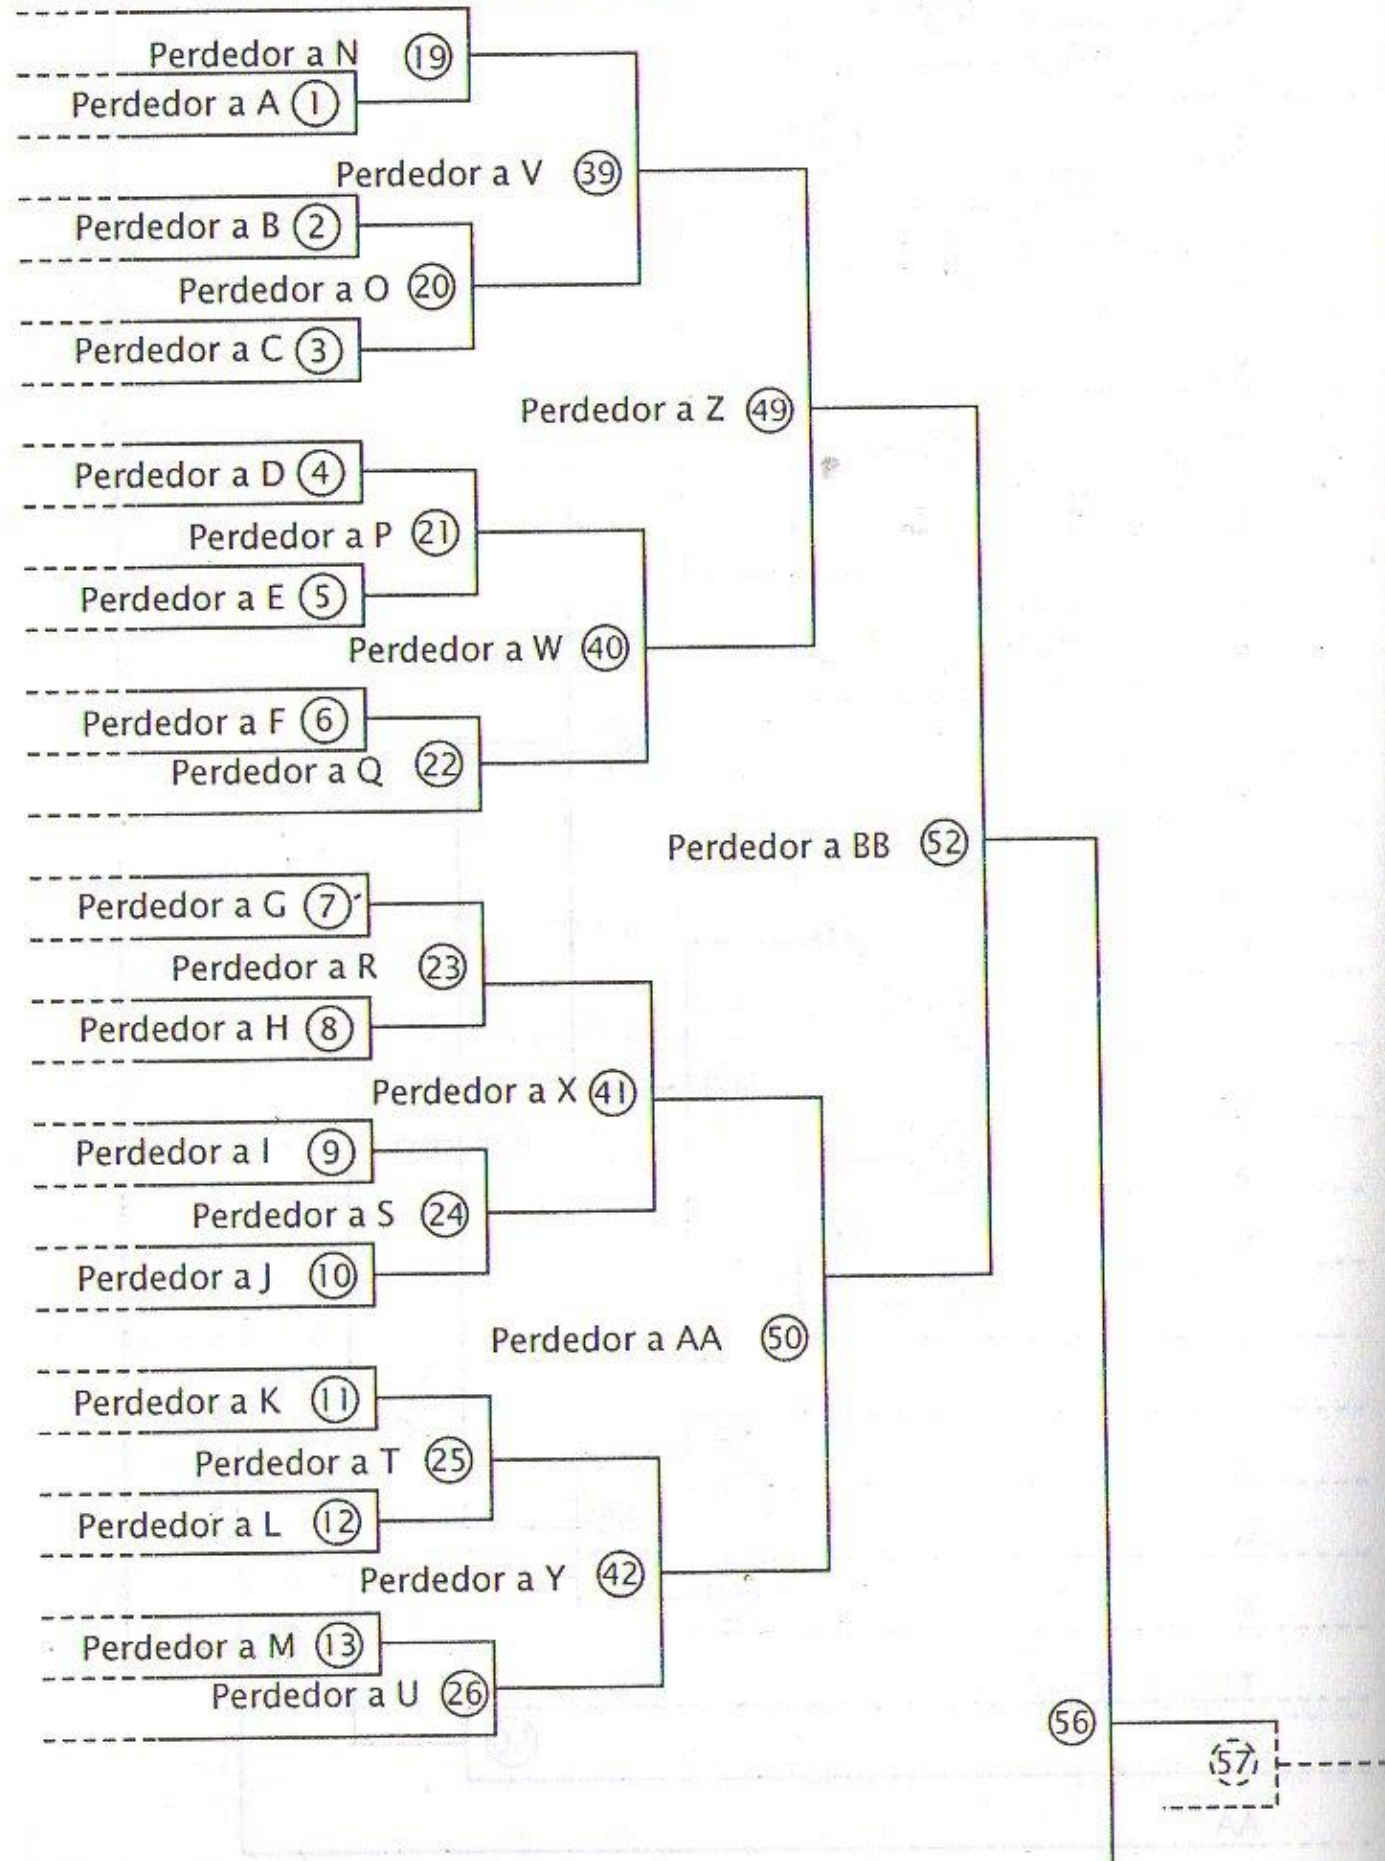 Perdedor a N 19
Perdedor a A 1
Perdedor a V 39
Perdedor a B 2
Perdedor a O 20
Perdedor a C 3
Perdedor a Z 49
Perdedor a D 4
Perdedor a P 21
Perdedor a E 5
Perdedor a W 40
Perdedor a F 6
Perdedor a Q 22
Perdedor a BB 52
Perdedor a G 7
Perdedor a R 23
Perdedor a H 8
Perdedor a X 41
Perdedor a I 9
Perdedor a S 24
Perdedor a J 10
Perdedor a AA 50
Perdedor a K 11
Perdedor a T 25
Perdedor a L 12
Perdedor a Y 42
Perdedor a M 13
Perdedor a U 26
56
57